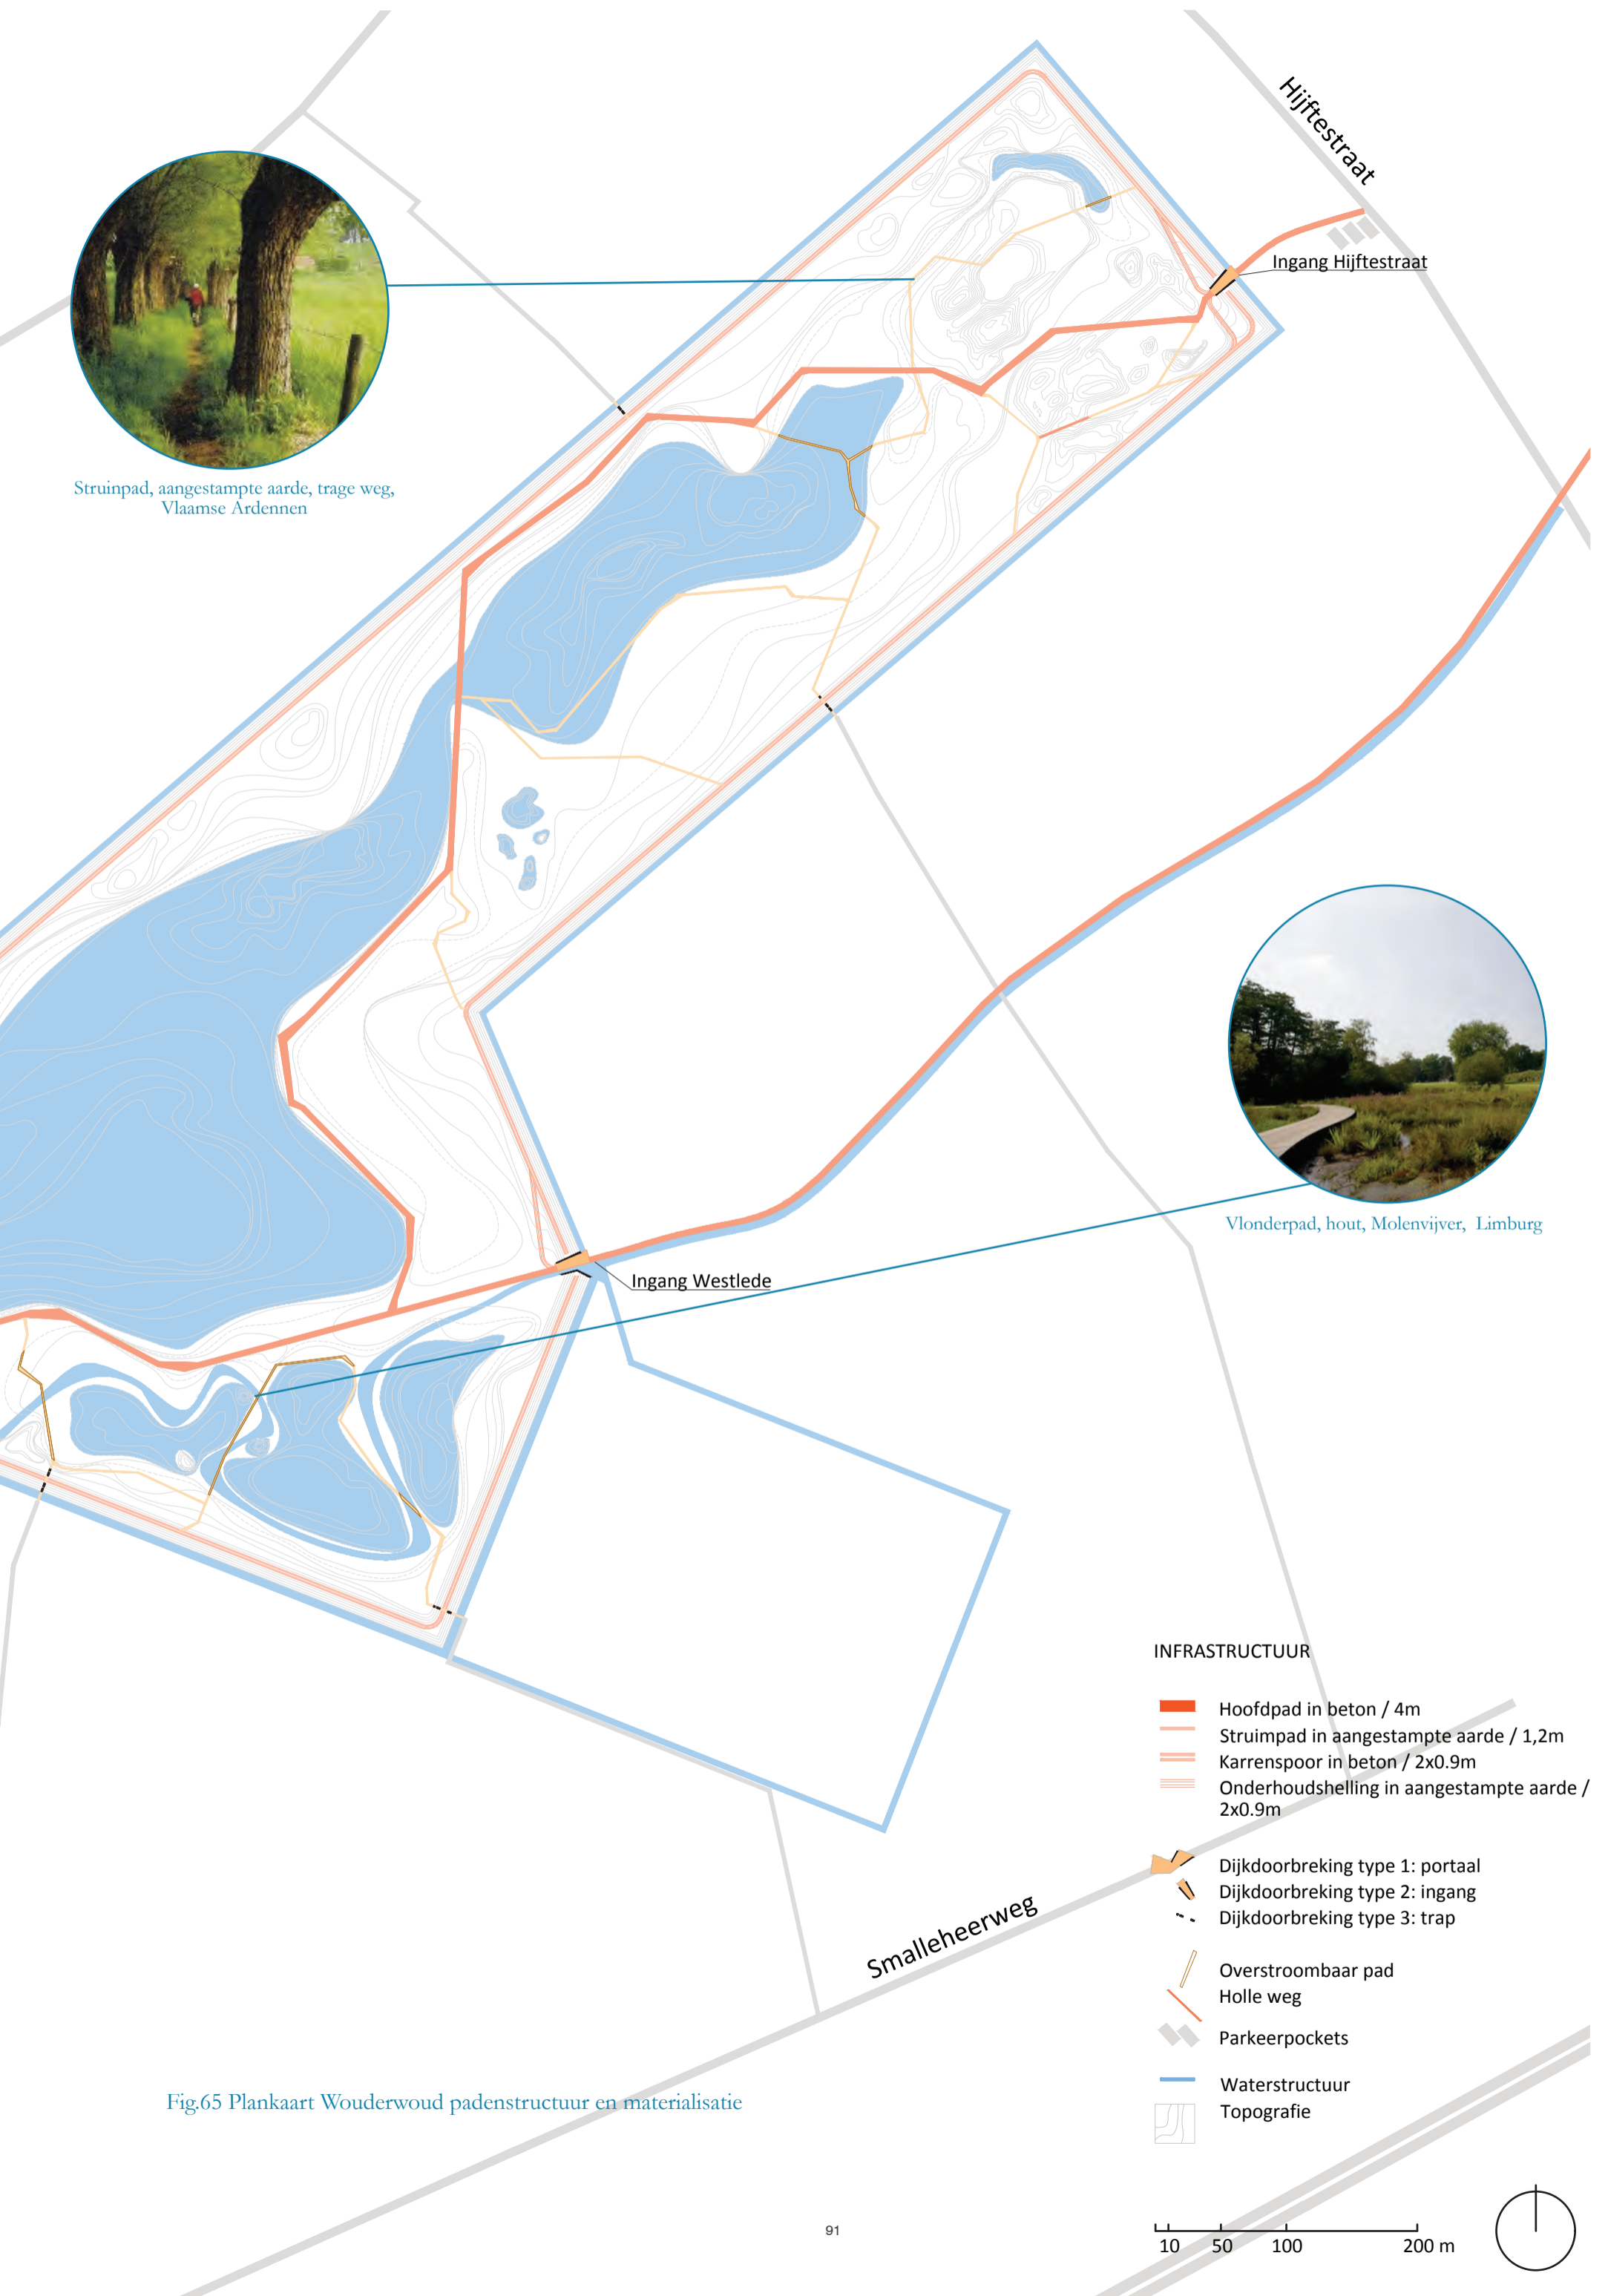 Hijftestraat
Ingang Hijftestraat
Struinpad, aangestampte aarde, trage weg,
Vlaamse Ardennen
Vlonderpad, hout, Molenvijver, Limburg
Ingang Westlede
INFRASTRUCTUUR
Hoofdpad in beton / 4m
Struimpad in aangestampte aarde / 1,2m
Karrenspoor in beton / 2x0.9m
Onderhoudshelling in aangestampte aarde /
2x0.9m
Dijkdoorbreking type 1: portaal
Dijkdoorbreking type 2: ingang
Dijkdoorbreking type 3: trap
Smalleheerweg
Overstroombaar pad
Holle weg
Parkeerpockets
Waterstructuur
Topografie
Fig.65 Plankaart Wouderwoud padenstructuur en materialisatie
91
10 50 100 200 m